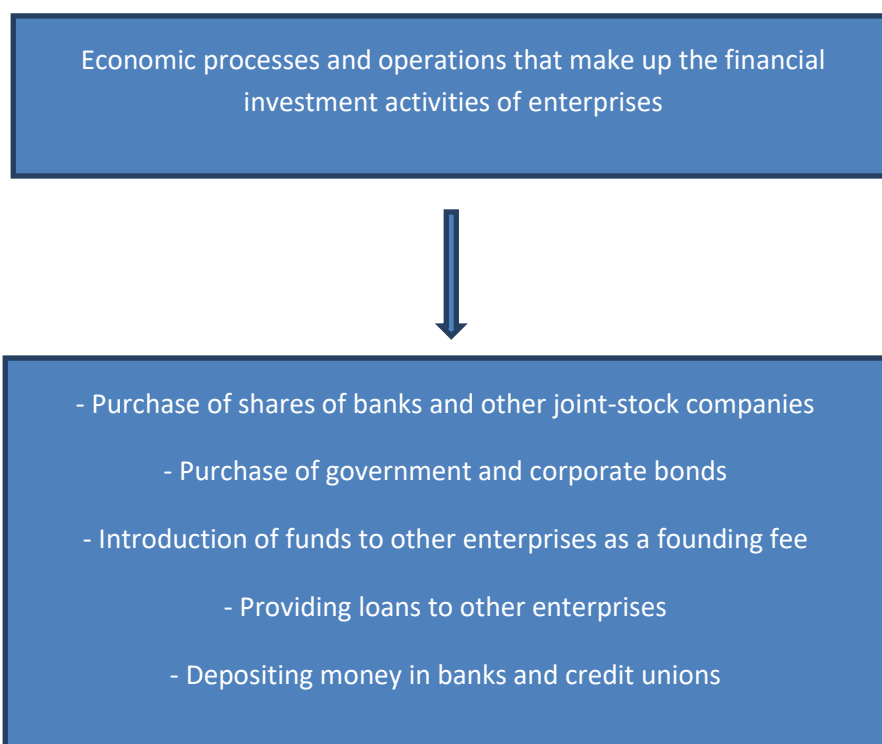 Economic processes and operations that make up the financial
investment activities of enterprises
- Purchase of shares of banks and other joint-stock companies
- Purchase of government and corporate bonds
- Introduction of funds to other enterprises as a founding fee
- Providing loans to other enterprises
- Depositing money in banks and credit unions